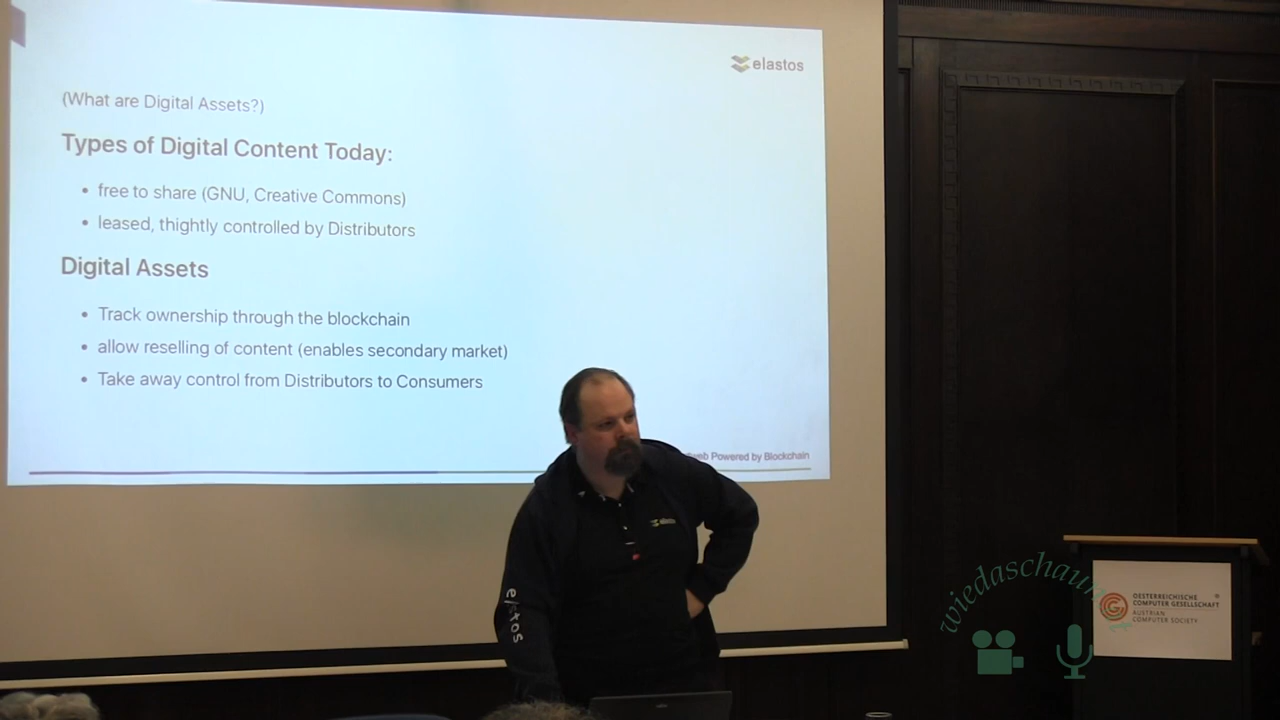 elastos
(What are Digital Assets?)
Types of Digital Content Today:
• free to share (GNU, Creative Commons)
• leased, thightly controlled by Distributors
Digital Assets
• Track ownership through the blockchain
• allow reselling of content (enables secondary market)
• Take away control from Distributors to Consumers
Powered by Blockchain
elastos
elastos
wiedaschaun
OESTERREICHISCHE
COMPUTER GESELLSCHAFT
AUSTRIAN
COMPUTER SOCIETY